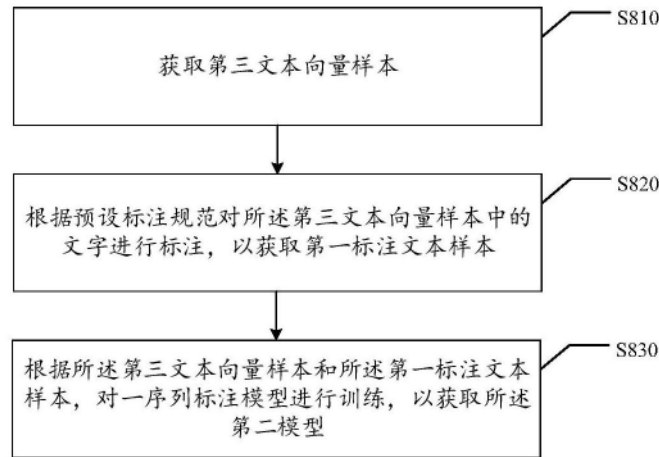 S810
获取第三文本向量样本
S820
根据预设标注规范对所述第三文本向量样本中的
文字进行标注，以获取第一标注文本样本
S830
根据所述第三文本向量样本和所述第一标注文本
样本，对一序列标注模型进行训练，以获取所述
第二模型